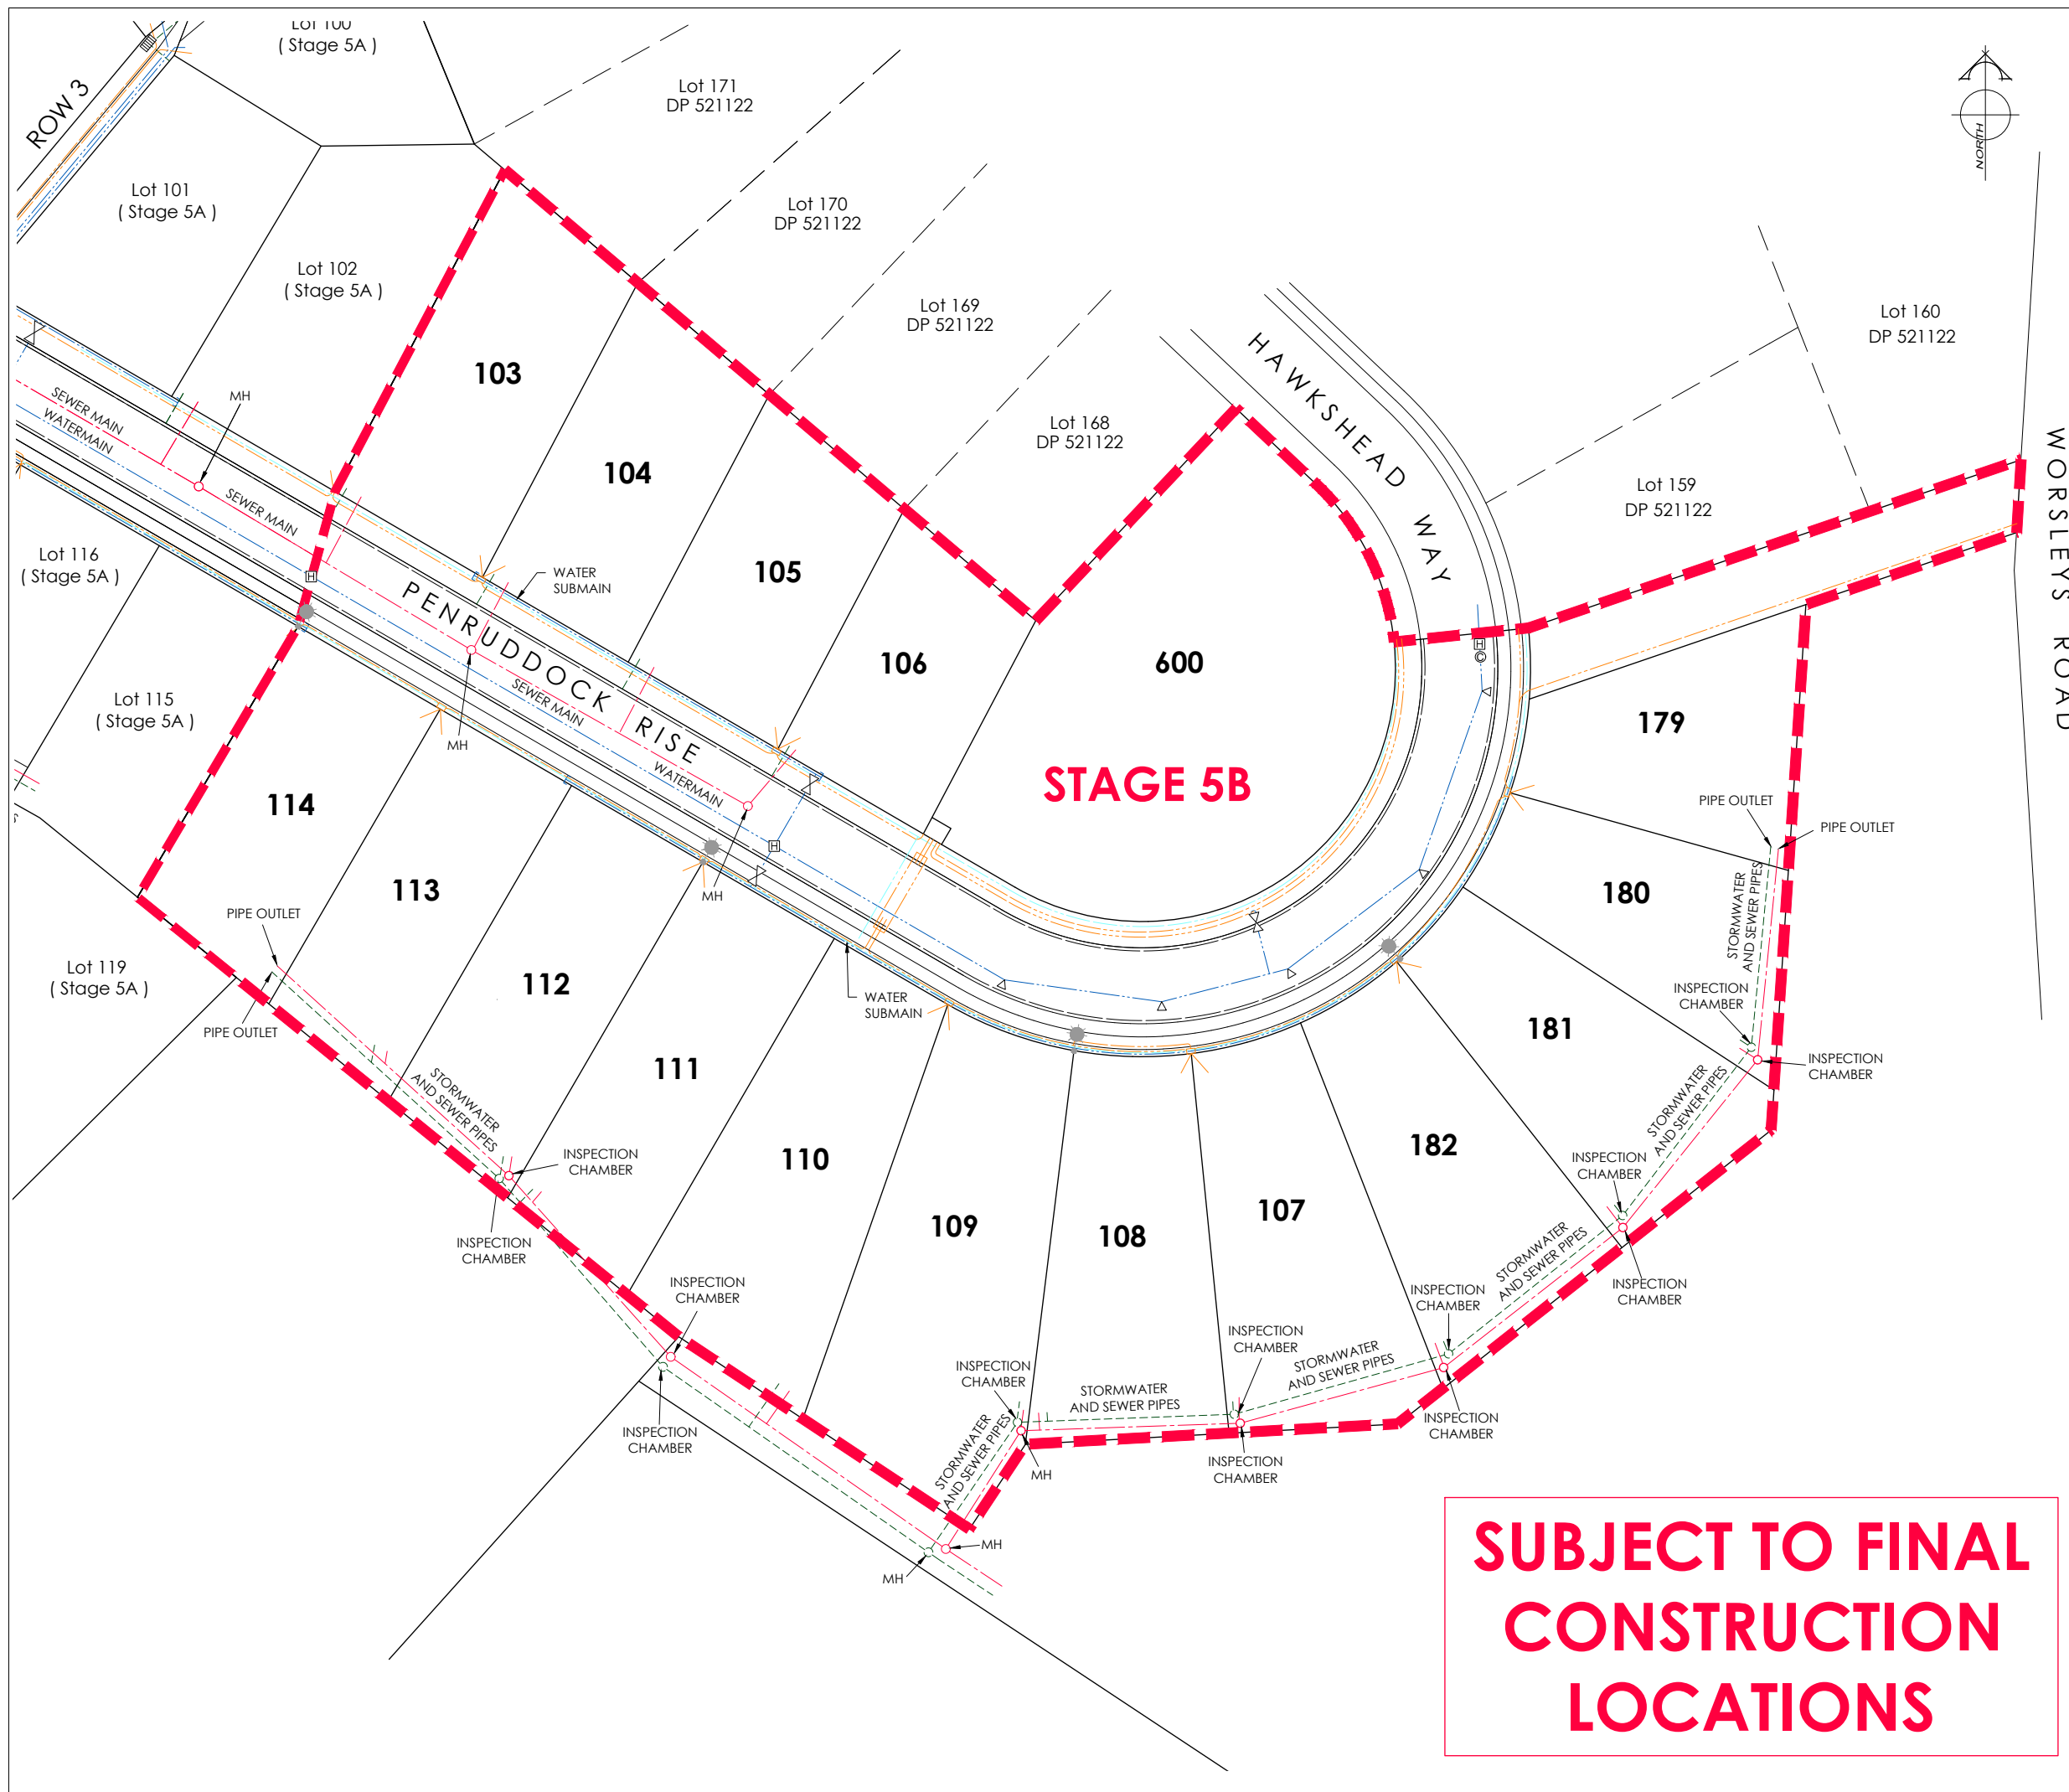 Lot 100
( Stage 5A )
ROW 3
Lot 171
DP 521122
NORTH
Lot 101
( Stage 5A )
Lot 170
DP 521122
Lot 102
( Stage 5A )
Lot 169
DP 521122
Lot 160
DP 521122
HAWKSHEAD WAY
103
MH
SEWER MAIN
WATERMAIN
Lot 168
DP 521122
WORSLEYS ROAD
104
SEWER MAIN
Lot 159
DP 521122
Lot 116
( Stage 5A )
WATER
SUBMAIN
105
PENRUDDOCK RISE
106
600
Lot 115
( Stage 5A )
SEWER MAIN
179
MH
WATERMAIN
STAGE 5B
114
PIPE OUTLET
PIPE OUTLET
113
MH
180
STORMWATER
AND SEWER PIPES
PIPE OUTLET
Lot 119
( Stage 5A )
112
WATER
SUBMAIN
INSPECTION
CHAMBER
PIPE OUTLET
181
111
INSPECTION
CHAMBER
STORMWATER
AND SEWER PIPES
STORMWATER
AND SEWER PIPES
110
182
INSPECTION
CHAMBER
INSPECTION
CHAMBER
107
109
108
INSPECTION
CHAMBER
STORMWATER
AND SEWER PIPES
INSPECTION
CHAMBER
INSPECTION
CHAMBER
INSPECTION
CHAMBER
INSPECTION
CHAMBER
STORMWATER
AND SEWER PIPES
INSPECTION
CHAMBER
STORMWATER
AND SEWER PIPES
INSPECTION
CHAMBER
INSPECTION
CHAMBER
STORMWATER
AND SEWER PIPES
MH
INSPECTION
CHAMBER
MH
MH
SUBJECT TO FINAL
CONSTRUCTION
LOCATIONS